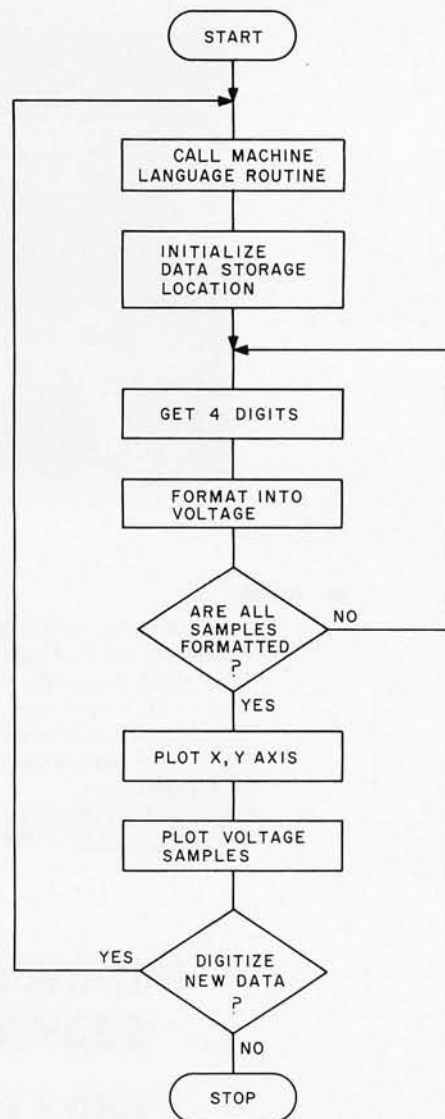 START
CALL MACHINE
LANGUAGE ROUTINE
INITIALIZE
DATA STORAGE
LOCATION
GET 4 DIGITS
FORMAT INTO
VOLTAGE
ARE ALL
SAMPLES
FORMATTED
?
NO
YES
PLOT X, Y AXIS
PLOT VOLTAGE
SAMPLES
YES
DIGITIZE
NEW DATA
?
NO
STOP